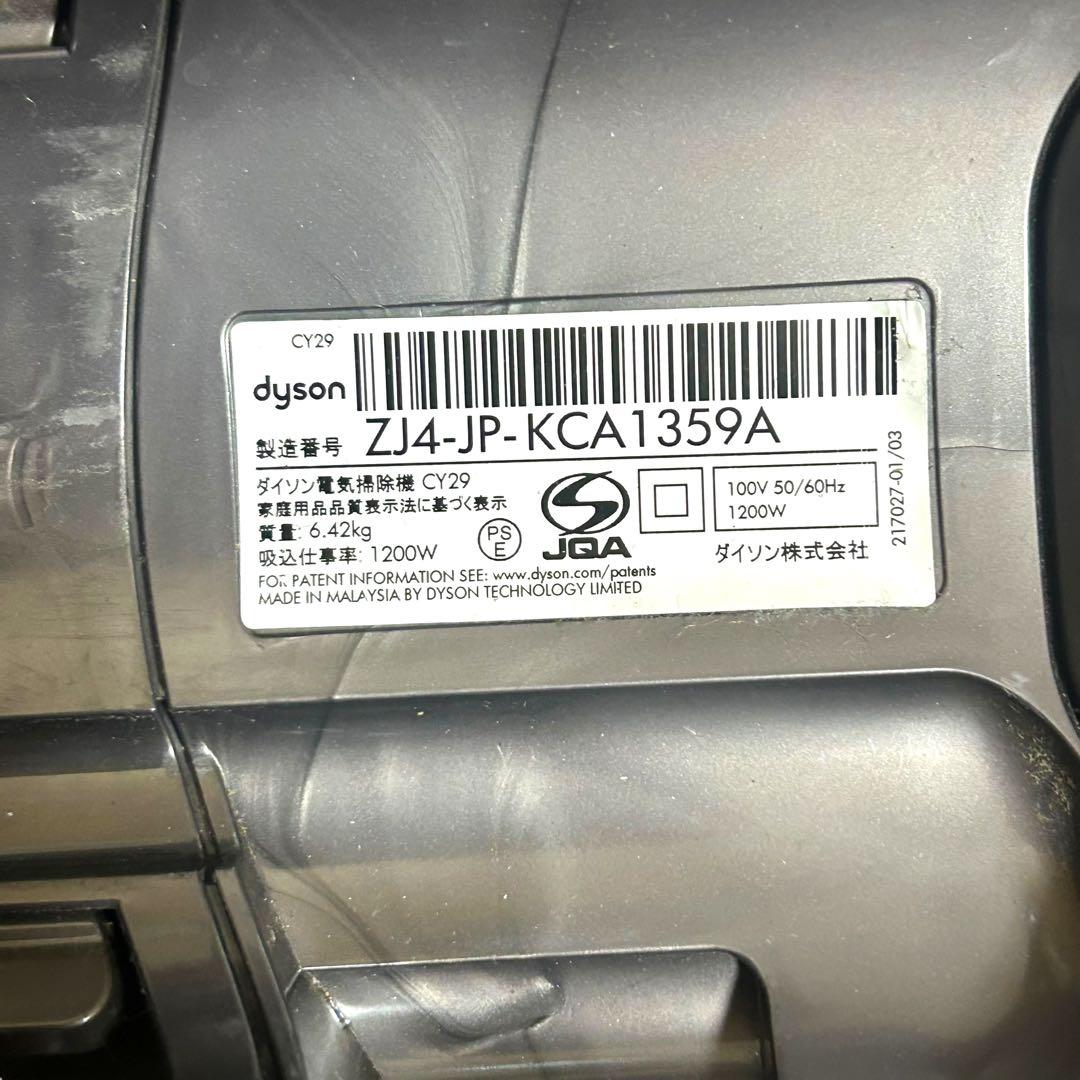 CY29
dyson
製造番号 ZJ4-JP-KCA1359A
ダイソン電気掃除機 CY29
家庭用品品質表示法に基づく表示
質量: 6.42kg
吸込仕事率: 1200W
PS
E
JQA
100V 50/60Hz
1200W
ダイソン株式会社
217027-01/03
FOR PATENT INFORMATION SEE: www.dyson.com/patents
MADE IN MALAYSIA BY DYSON TECHNOLOGY LIMITED